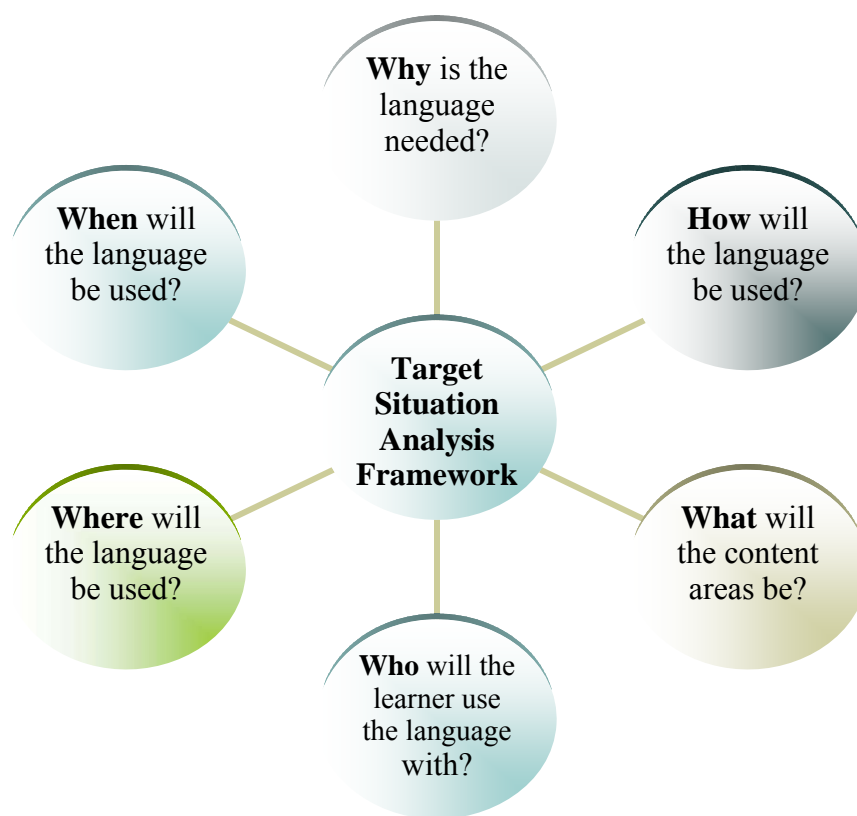 Why is the
language
needed?
How will
the language
be used?
What will
the content
areas be?
Who will the
learner use
the language
with?
Where will
the language
be used?
When will
the language
be used?
Target
Situation
Analysis
Framework